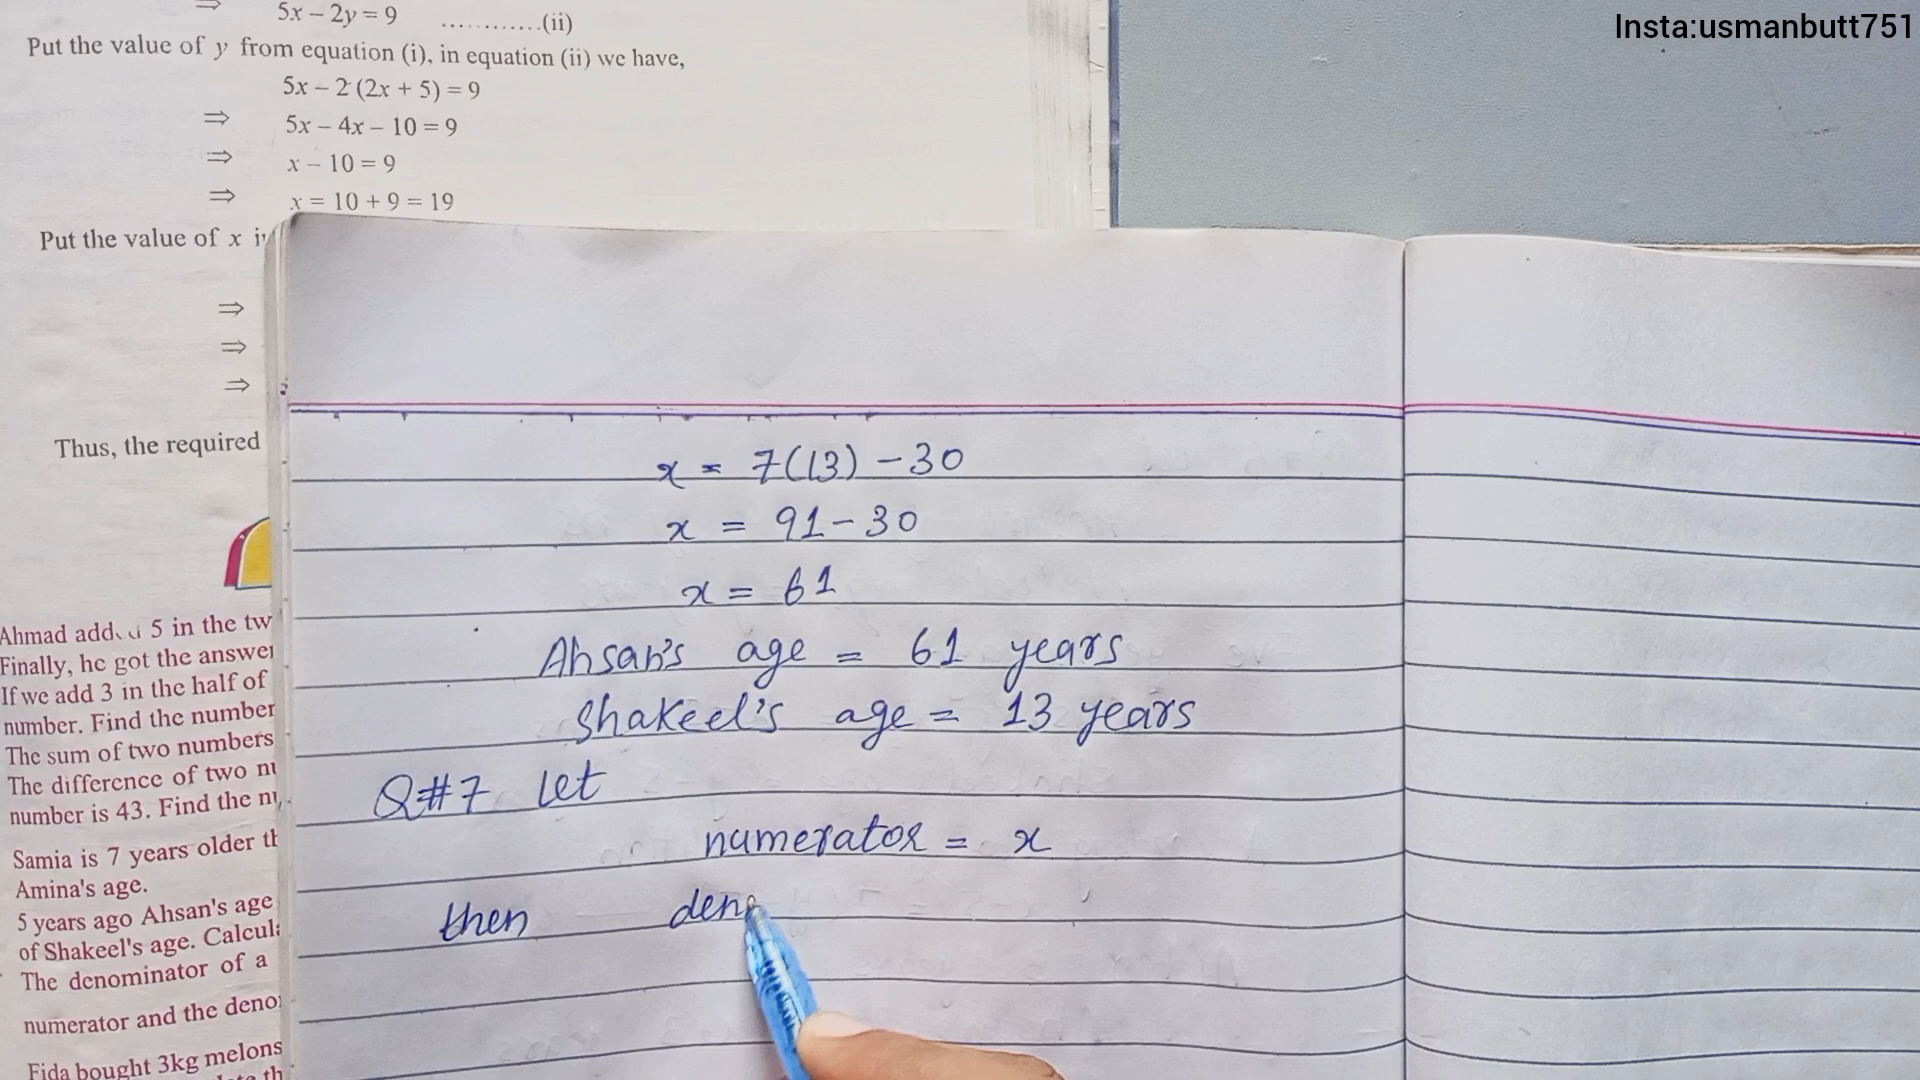 Insta:usmanbutt751
⇒ 5x – 2y = 9 ............(ii)
Put the value of y from equation (i), in equation (ii) we have,
5x – 2 (2x + 5) = 9
⇒ 5x – 4x – 10 = 9
⇒ x – 10 = 9
⇒ x = 10 + 9 = 19
Put the value of x
⇒
⇒
⇒
Thus, the required
Ahmad 5 in the
Finally, he got the
If we add 3 in the half of
number. Find the number
The sum of two numbers
The difference of two
number is 43. Find the
Samia is 7 years older
Amina's age.
5 years ago Ahsan's age
of Shakeel's age.
The denominator of a
numerator and the
Fida bought 3kg melons
x = 7(13) – 30
x = 91 – 30
x = 61
Ahsan's age = 61 years
Shakeel's age = 13 years
Q#7 Let
numerator = x
then deno